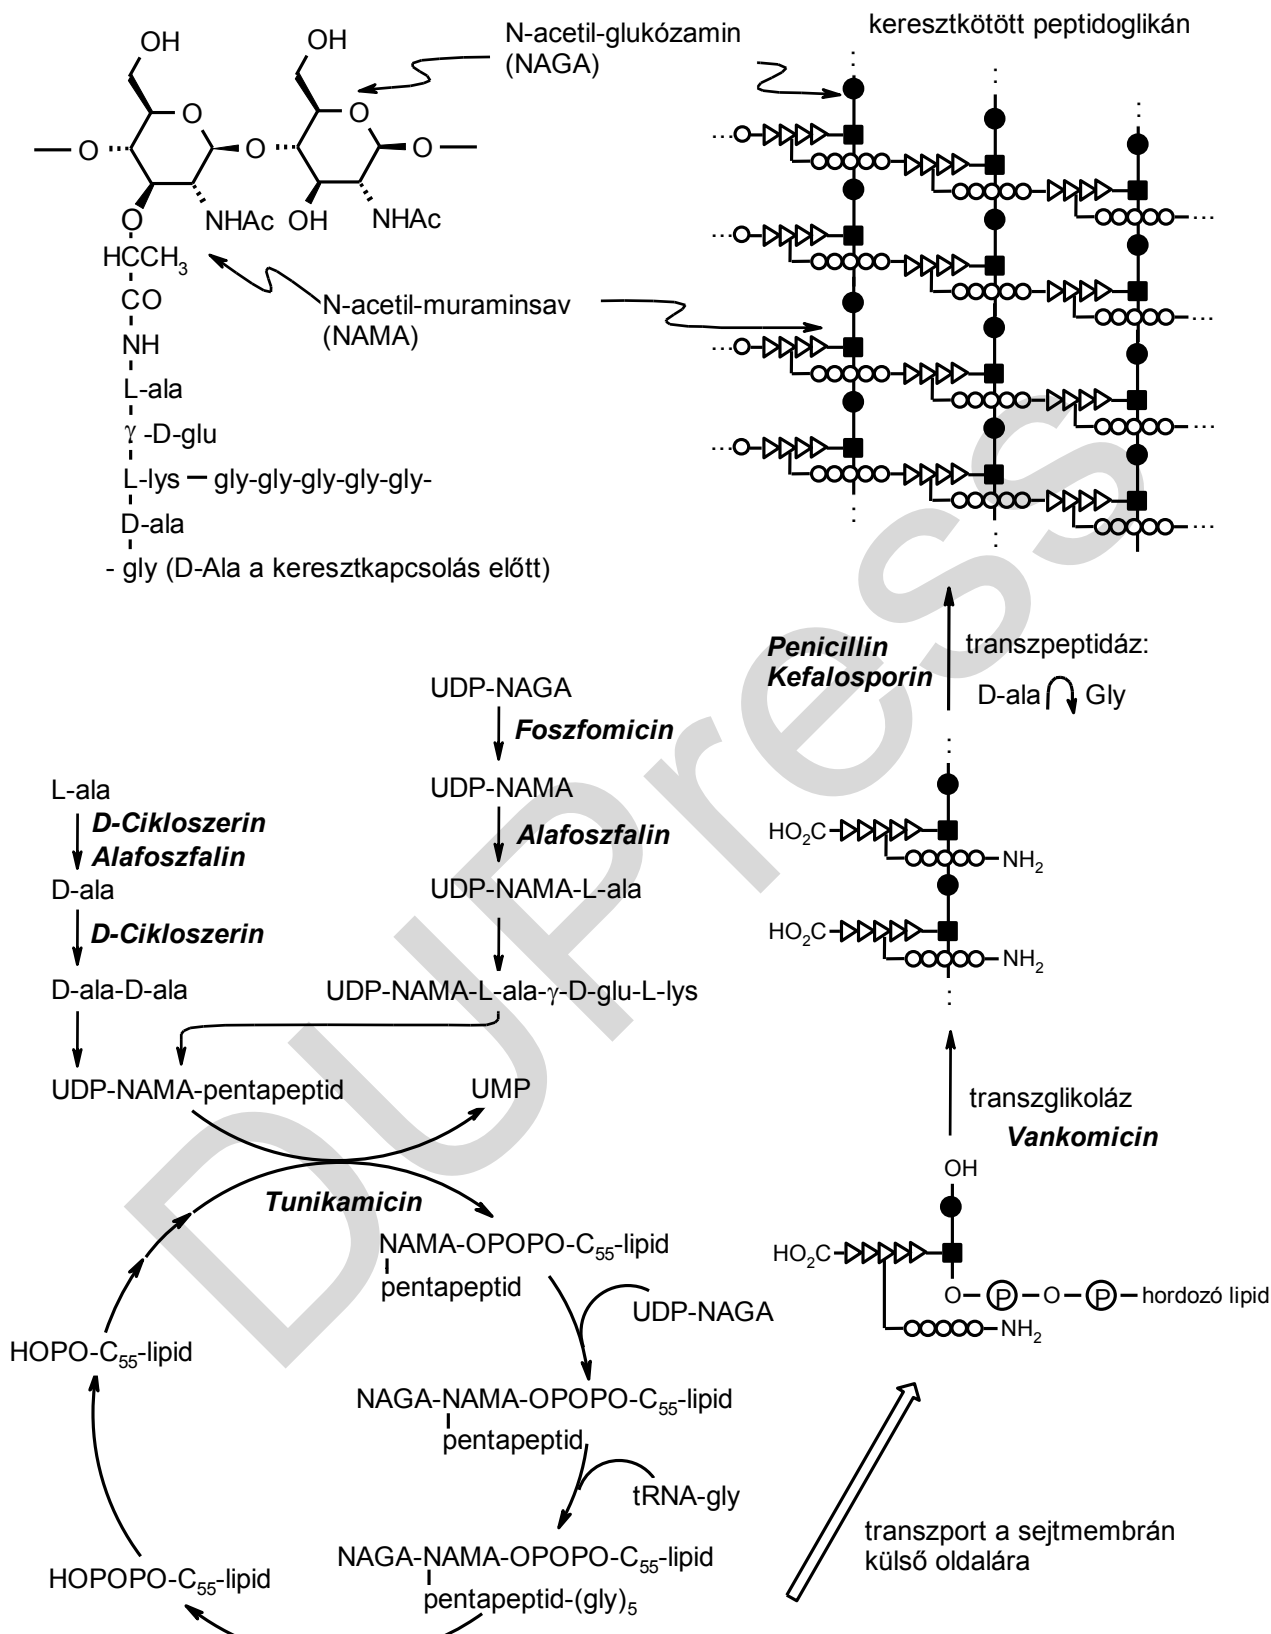 OH
OH
O
O
O
O
O
O
NHAc
OH
NHAc
HCCH3
CO
NH
L-ala
γ -D-glu
L-lys — gly-gly-gly-gly-gly-
D-ala
- gly (D-Ala a keresztkapcsolás előtt)
N-acetil-glukózamin
(NAGA)
N-acetil-muraminsav
(NAMA)
keresztkötött peptidoglikán
Penicillin
Kefalosporin
transzpeptidáz:
D-ala Gly
UDP-NAGA
Foszfomicin
UDP-NAMA
Alafoszfalin
UDP-NAMA-L-ala
UDP-NAMA-L-ala-γ-D-glu-L-lys
L-ala
D-Cikloszerin
Alafoszfalin
D-ala
D-Cikloszerin
D-ala-D-ala
UDP-NAMA-pentapeptid
UMP
Tunikamicin
NAMA-OPOPO-C55-lipid
pentapeptid
UDP-NAGA
NAGA-NAMA-OPOPO-C55-lipid
pentapeptid
tRNA-gly
NAGA-NAMA-OPOPO-C55-lipid
pentapeptid-(gly)5
HOPO-C55-lipid
HOPOPO-C55-lipid
HO2C
NH2
HO2C
NH2
transzglikoláz
Vankomicin
OH
HO2C
O P O P hordozó lipid
NH2
transzport a sejtmembrán
külső oldalára
DUPress